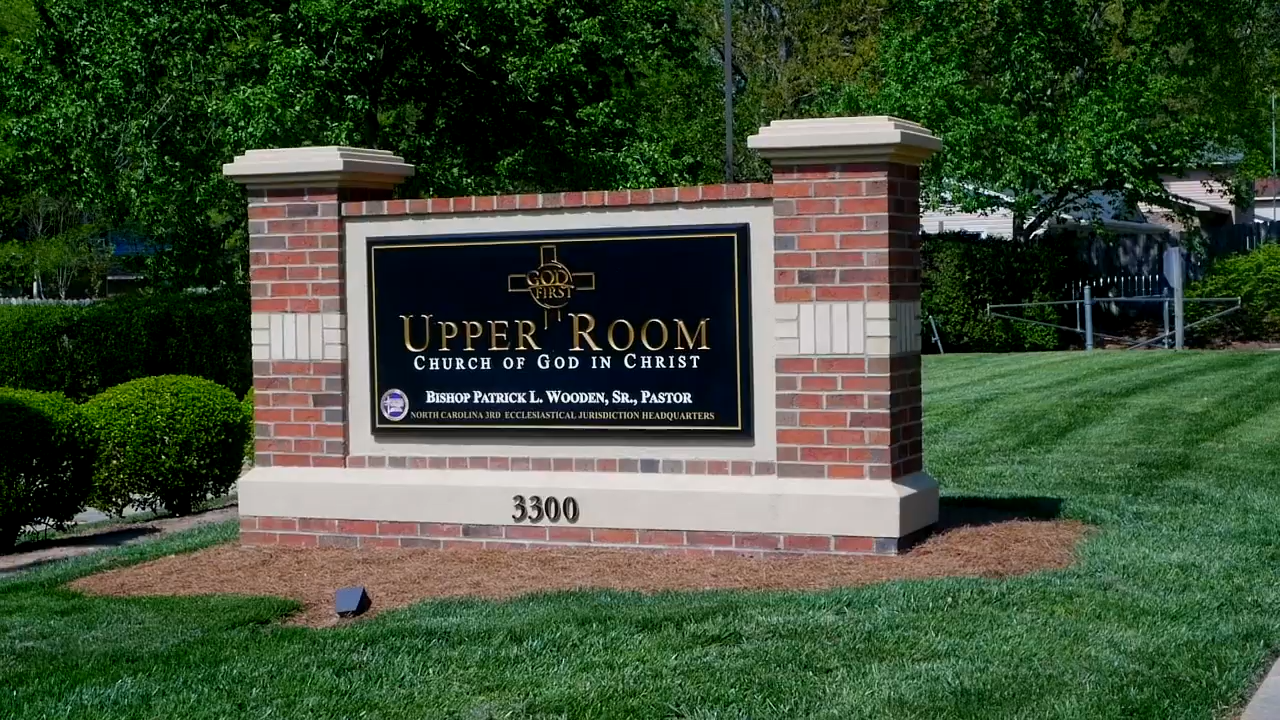 GOD
FIRST
UPPER ROOM
CHURCH OF GOD IN CHRIST
BISHOP PATRICK L. WOODEN, SR., PASTOR
NORTH CAROLINA 3RD ECCLESIASTICAL JURISDICTION HEADQUARTERS
3300